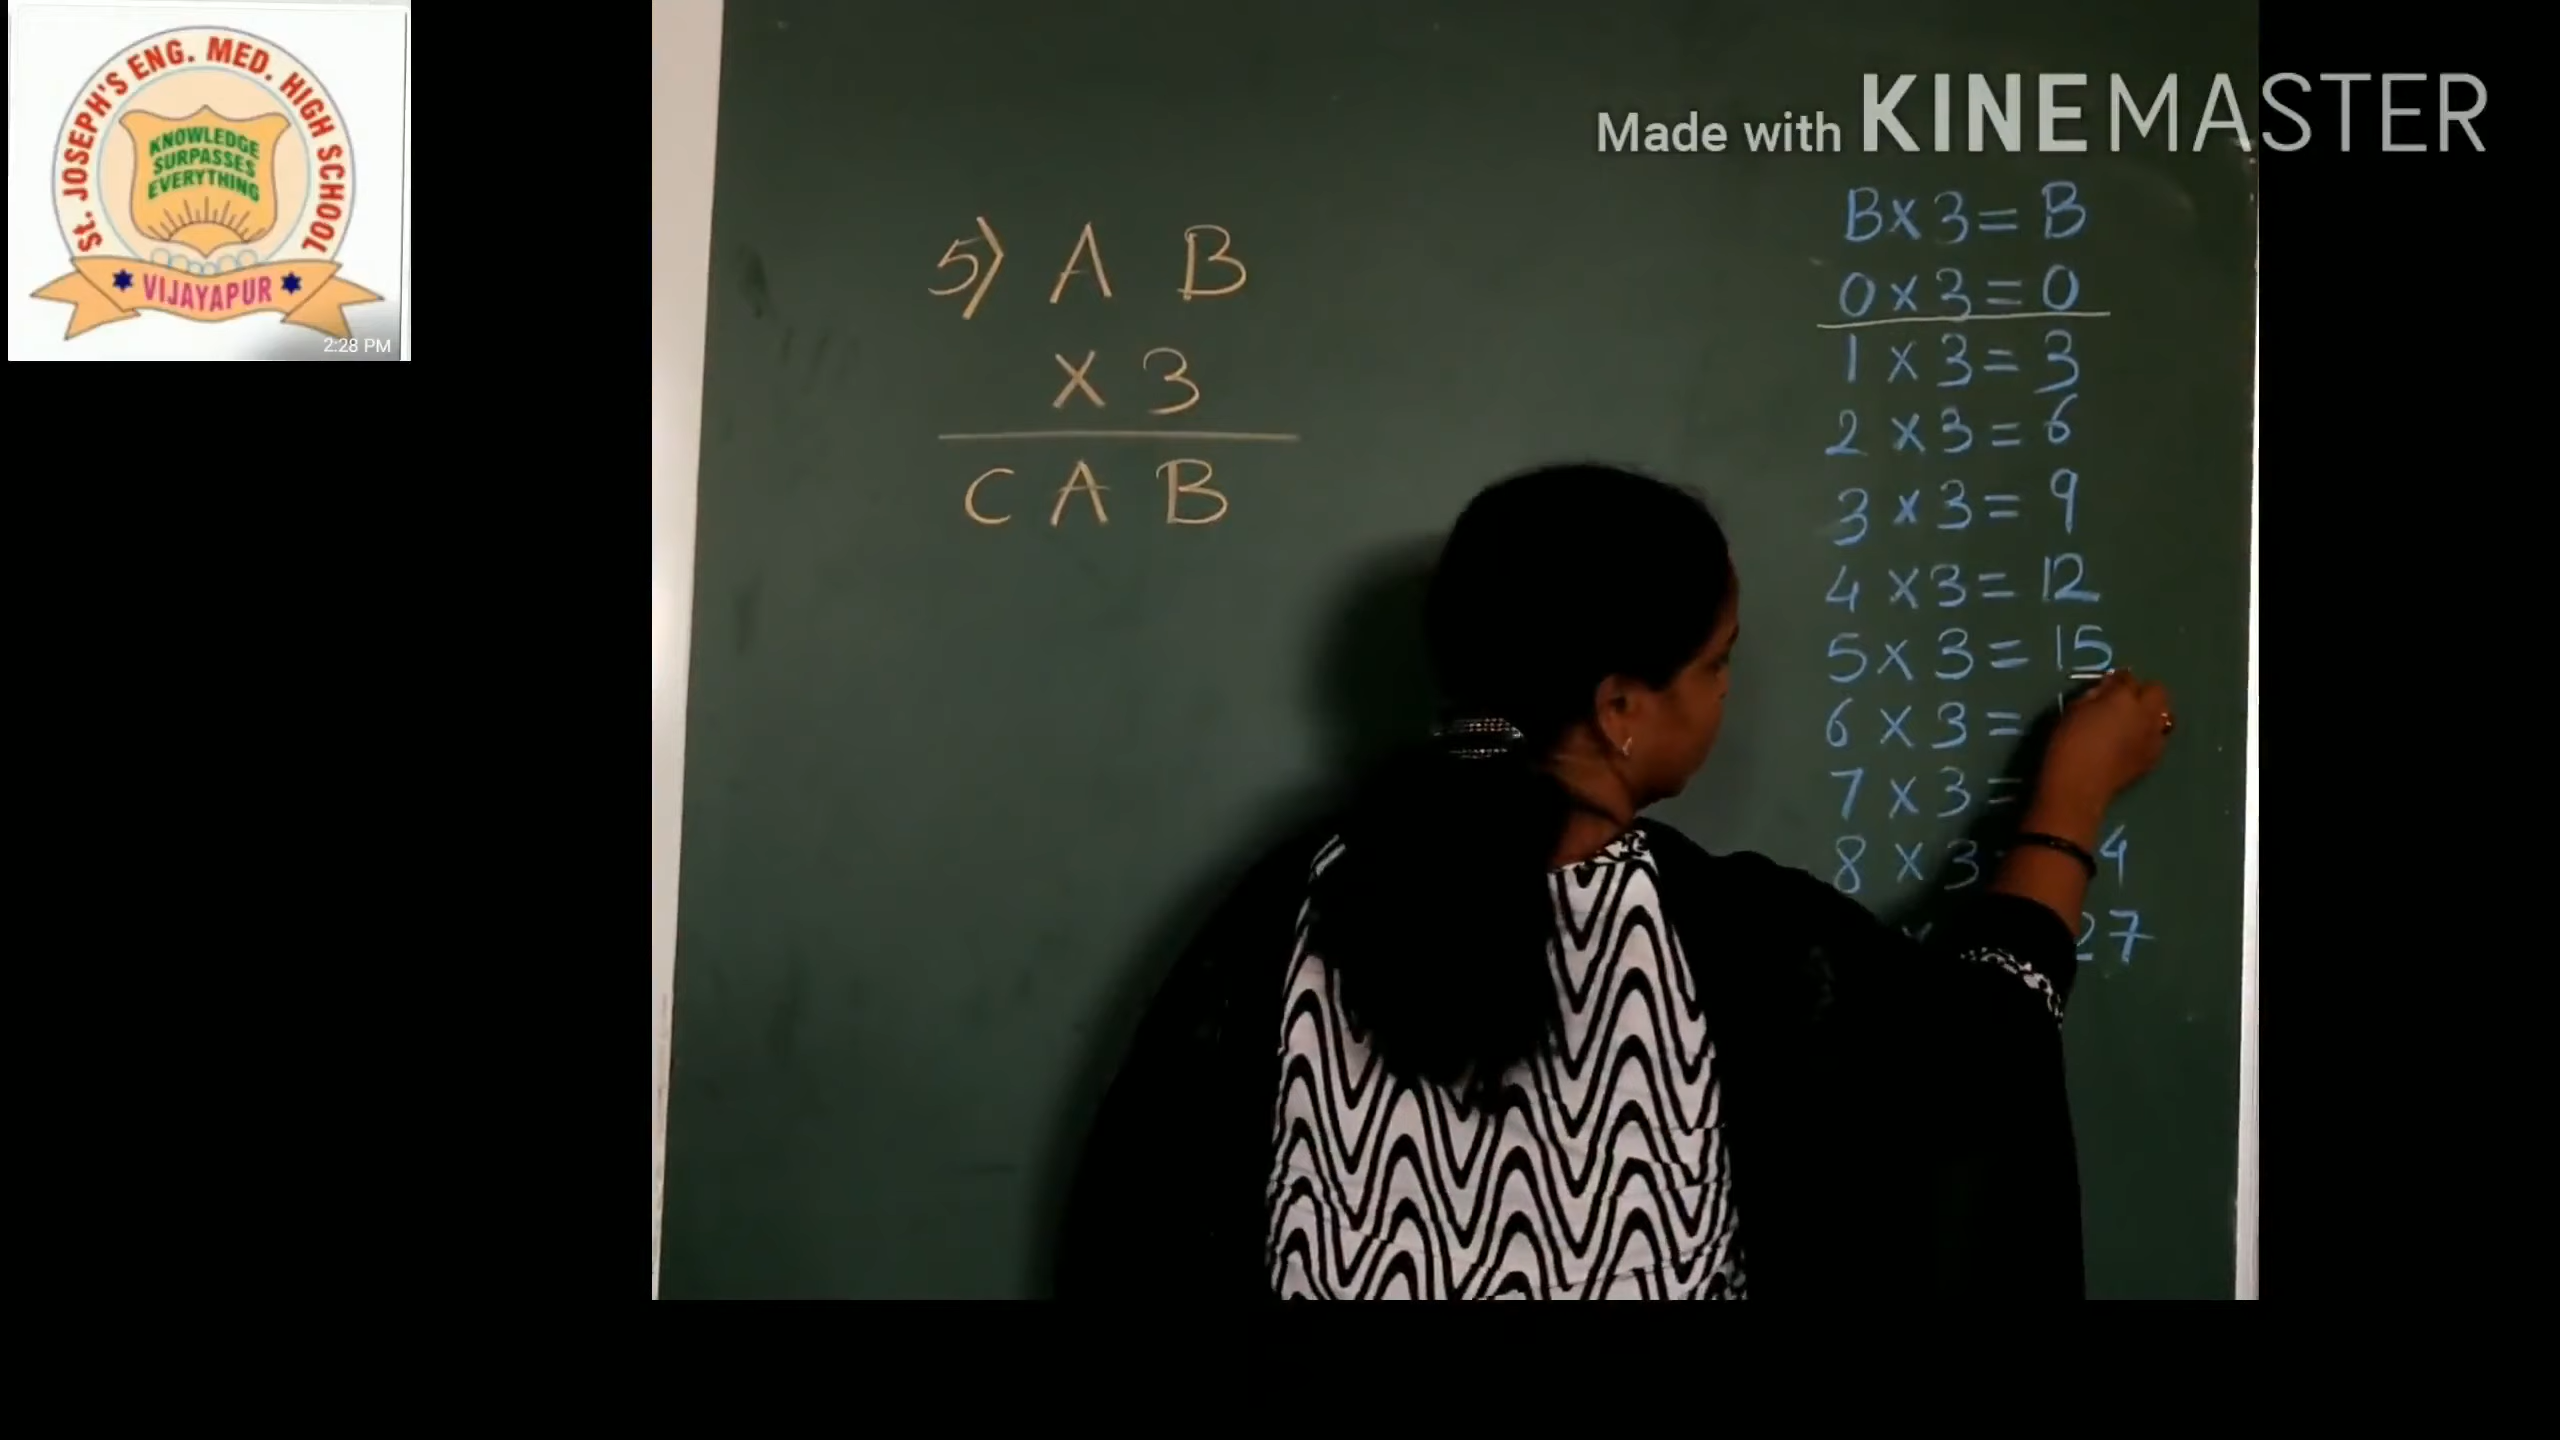 St. JOSEPH'S ENG. MED. HIGH SCHOOL
KNOWLEDGE
SURPASSES
EVERYTHING
VIJAYAPUR
2:28 PM
Made with KINEMASTER
5) A B
X 3
C A B
B x 3 = B
0 x 3 = 0
1 x 3 = 3
2 x 3 = 6
3 x 3 = 9
4 x 3 = 12
5 x 3 = 15
6 x 3 =
7 x 3 =
8 x 3 4
27